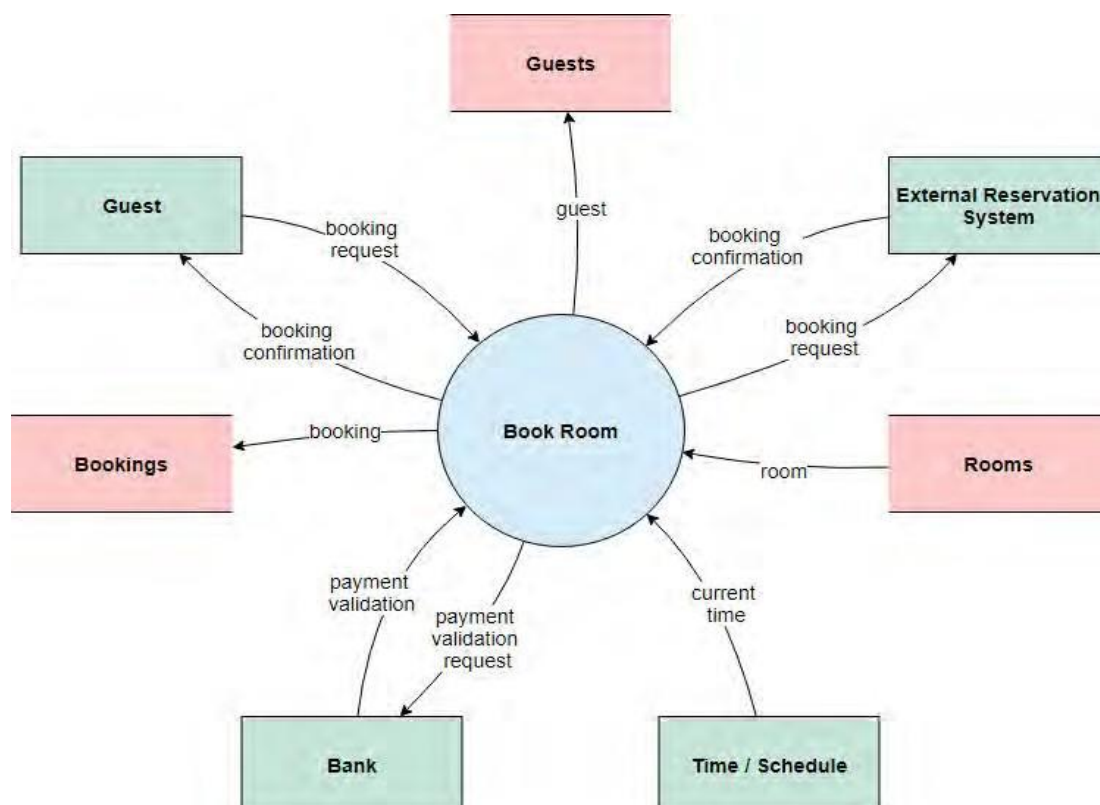 Guests
Guest
External Reservation
System
guest
booking
request
booking
confirmation
booking
confirmation
booking
request
Bookings
booking
Book Room
room
Rooms
payment
validation
payment
validation
request
current
time
Bank
Time / Schedule